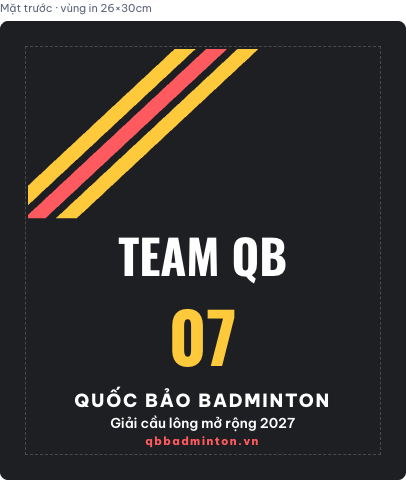 Mặt trước · vùng in 26×30cm
TEAM QB
07
QUỐC BẢO BADMINTON
Giải cầu lông mở rộng 2027
qbbadminton.vn